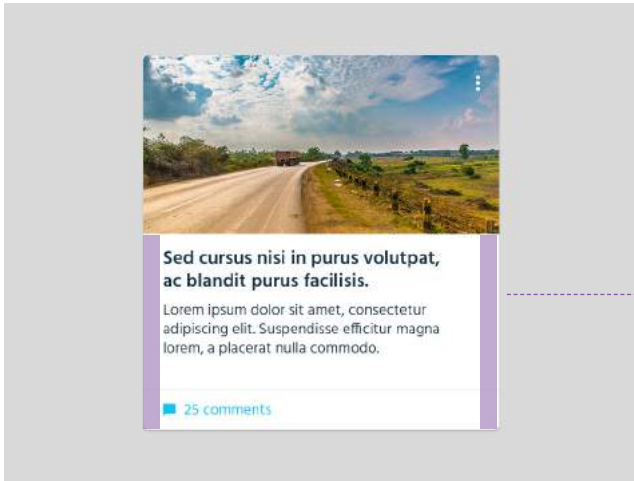 Sed cursus nisi in purus volutpat,
ac blandit purus facilisis.
Lorem ipsum dolor sit amet, consectetur
adipiscing elit. Suspendisse efficitur magna
lorem, a placerat nulla commodo.
25 comments